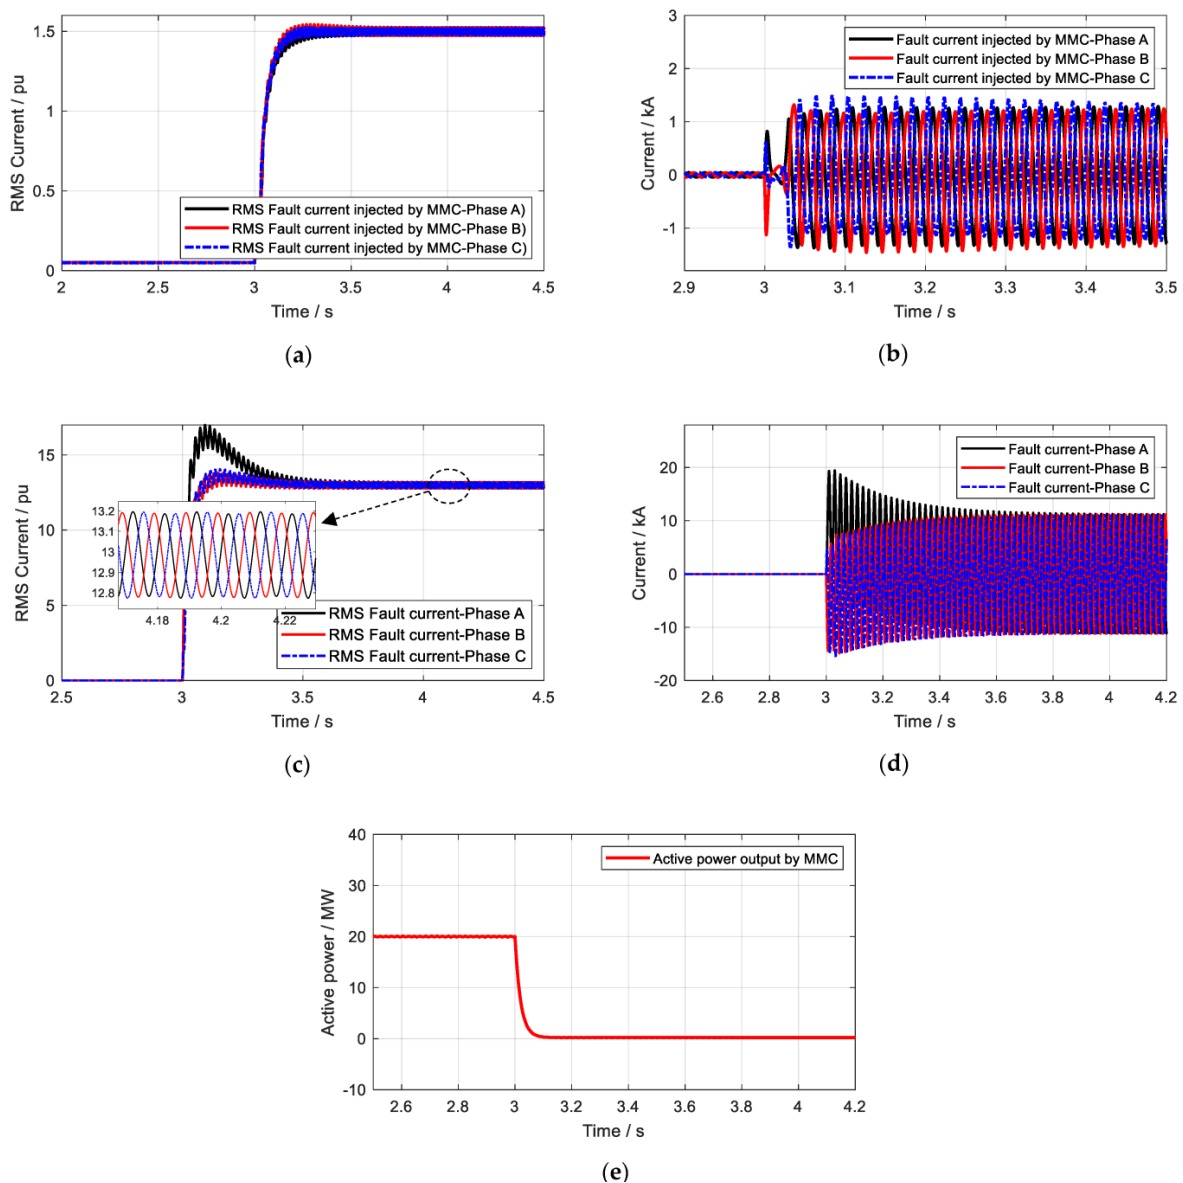 1.5
1
0.5
0
RMS Current / pu
RMS Fault current injected by MMC-Phase A)
RMS Fault current injected by MMC-Phase B)
RMS Fault current injected by MMC-Phase C)
2
2.5
3
3.5
4
4.5
Time / s
(a)
3
2
1
0
-1
Current / kA
Fault current injected by MMC-Phase A
Fault current injected by MMC-Phase B
Fault current injected by MMC-Phase C
2.9
3
3.1
3.2
3.3
3.4
3.5
Time / s
(b)
15
10
5
0
RMS Current / pu
13.2
13.1
13
12.9
12.8
4.18
4.2
4.22
RMS Fault current-Phase A
RMS Fault current-Phase B
RMS Fault current-Phase C
2.5
3
3.5
4
4.5
Time / s
(c)
20
10
0
-10
-20
Current / kA
Fault current-Phase A
Fault current-Phase B
Fault current-Phase C
2.6
2.8
3
3.2
3.4
3.6
3.8
4
4.2
Time / s
(d)
40
30
20
10
0
-10
Active power / MW
Active power output by MMC
2.6
2.8
3
3.2
3.4
3.6
3.8
4
4.2
Time / s
(e)